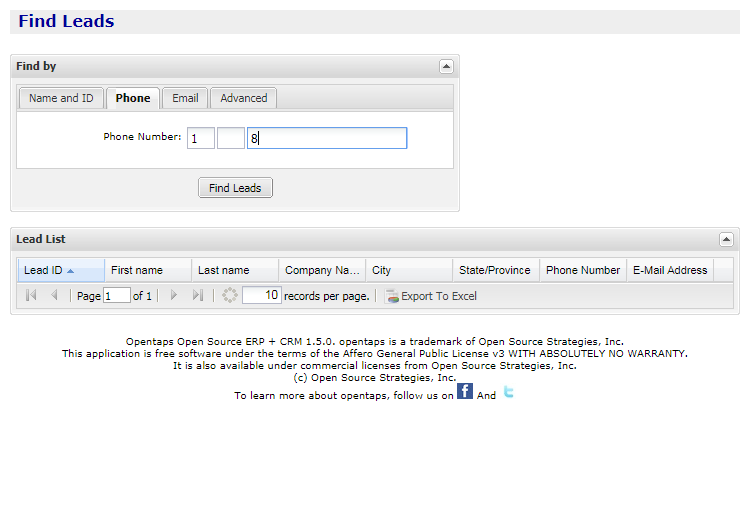 Find Leads
Find by
Name and ID Phone Email Advanced
Phone Number: 1 8
Find Leads
Lead List
Lead ID First name Last name Company Na... City State/Province Phone Number E-Mail Address
Page 1 of 1 10 records per page. Export To Excel
Opentaps Open Source ERP + CRM 1.5.0. opentaps is a trademark of Open Source Strategies, Inc.
This application is free software under the terms of the Affero General Public License v3 WITH ABSOLUTELY NO WARRANTY.
It is also available under commercial licenses from Open Source Strategies, Inc.
(c) Open Source Strategies, Inc.
To learn more about opentaps, follow us on f And t